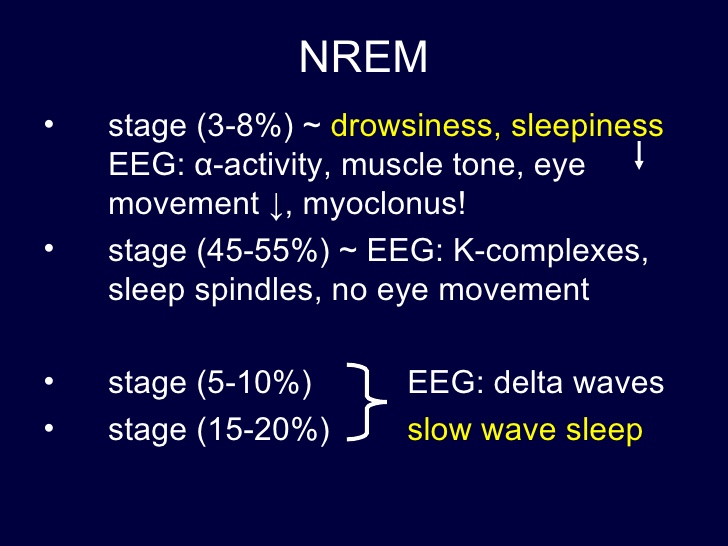 NREM
• stage (3-8%) ~ drowsiness, sleepiness
EEG: α-activity, muscle tone, eye ↓
movement ↓, myoclonus!
• stage (45-55%) ~ EEG: K-complexes,
sleep spindles, no eye movement
• stage (5-10%) EEG: delta waves
• stage (15-20%) slow wave sleep